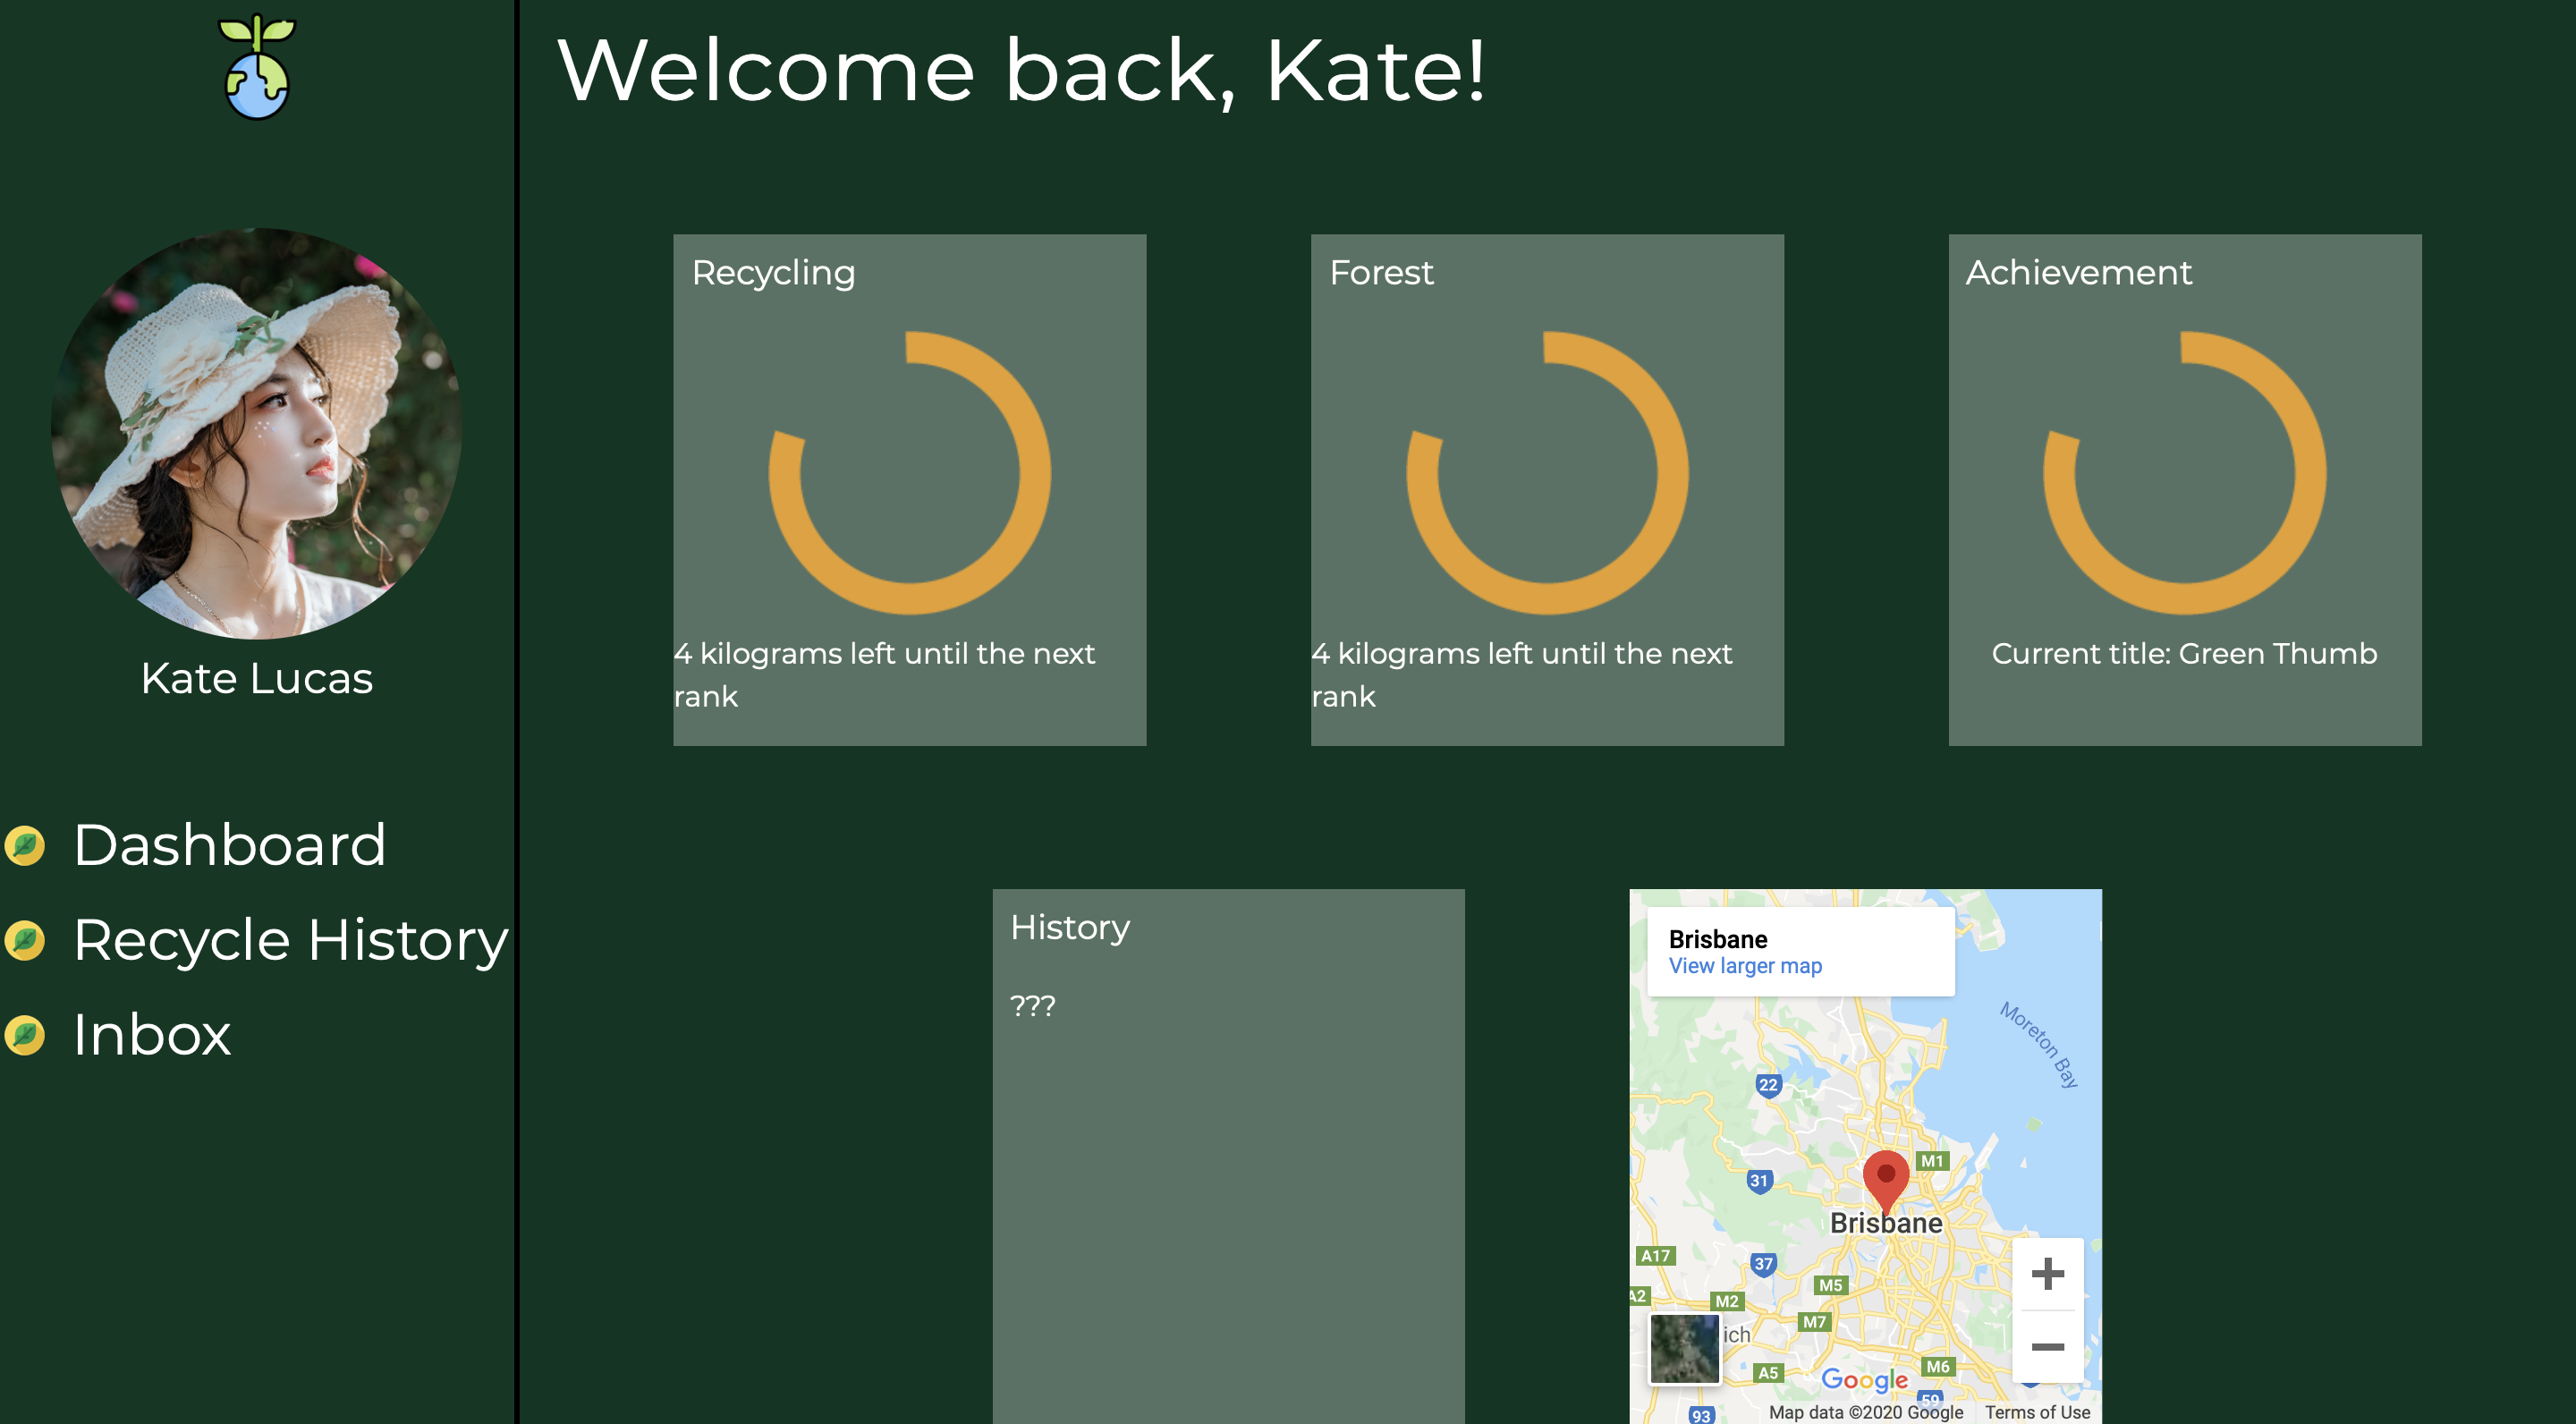 Welcome back, Kate!
Kate Lucas
Dashboard
Recycle History
Inbox
Recycling
4 kilograms left until the next
rank
Forest
4 kilograms left until the next
rank
Achievement
Current title: Green Thumb
History
???
Brisbane
View larger map
Moreton Bay
22
M1
31
Brisbane
A17
37
M5
A2
M2
M7
ich
M6
A5
Google
59
93
Map data ©2020 Google
Terms of Use